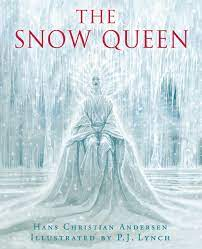 THE
SNOW QUEEN
HANS CHRISTIAN ANDERSEN
ILLUSTRATED BY P.J. LYNCH